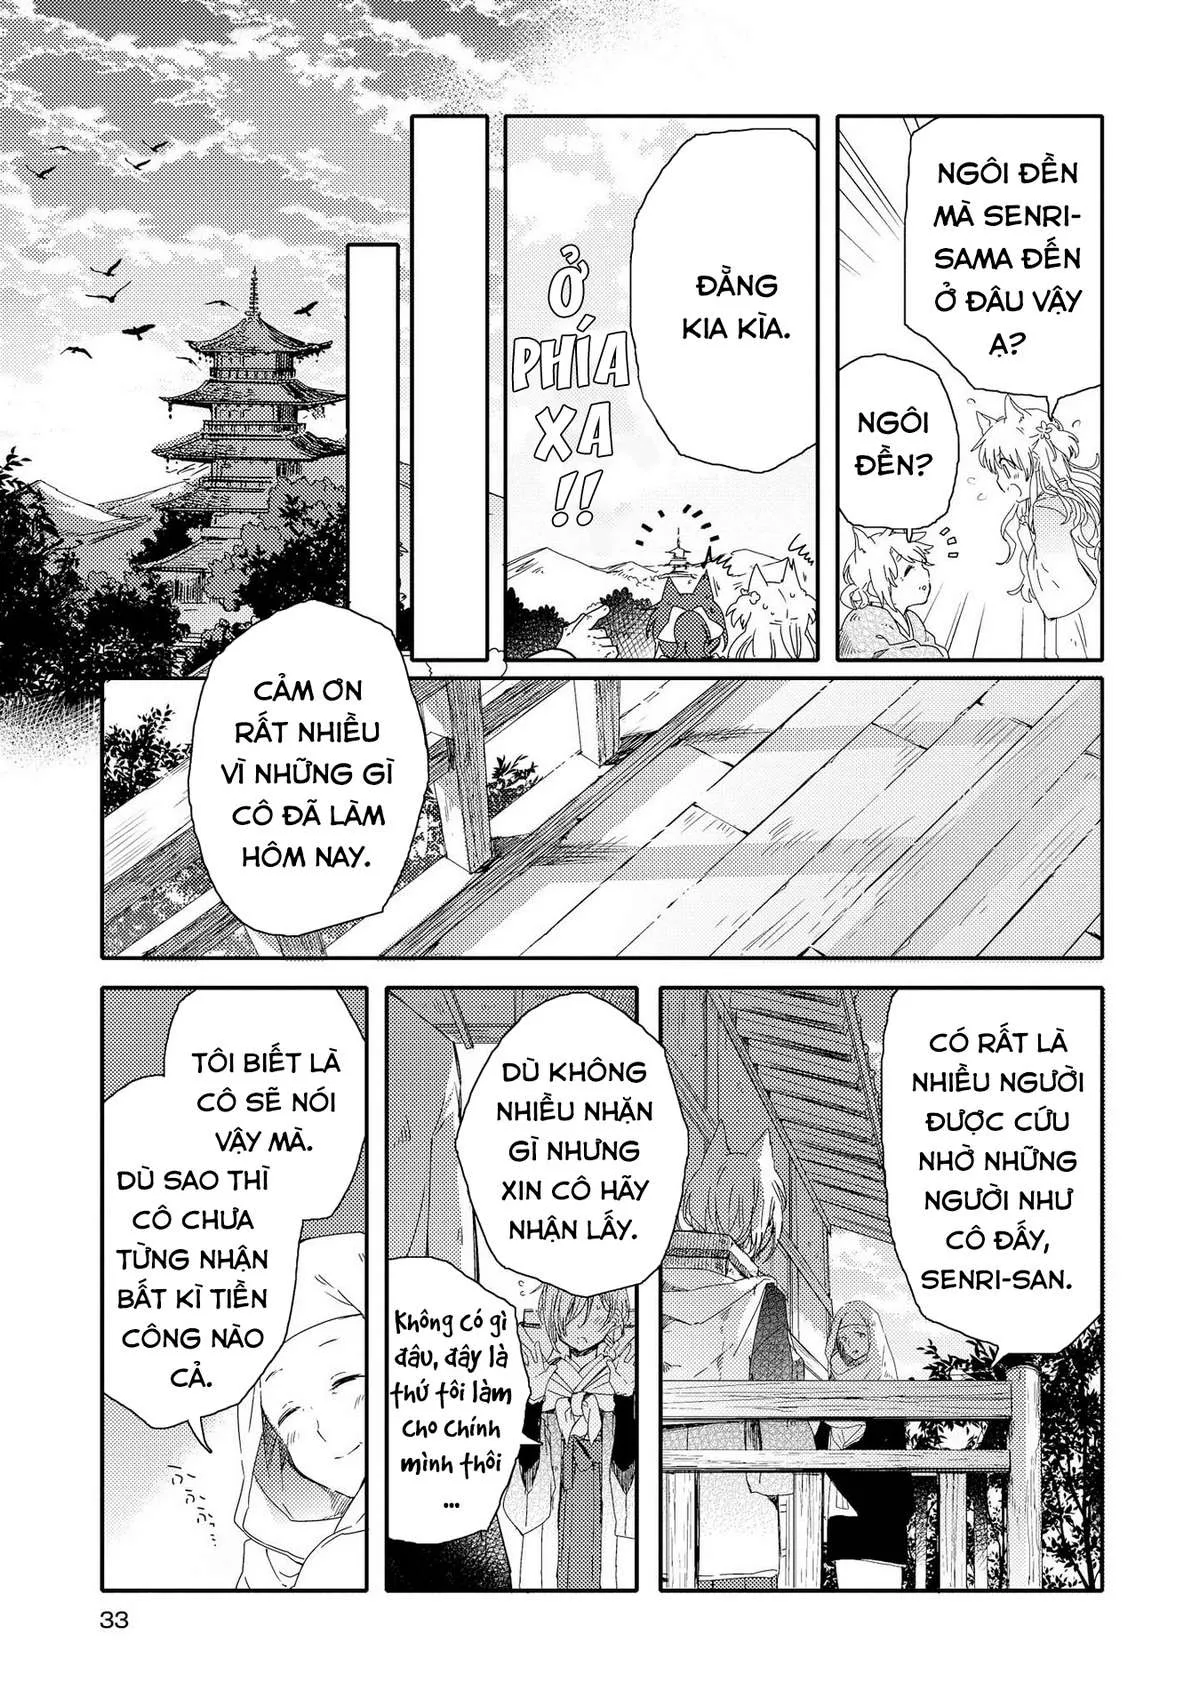 NGÔI ĐỀN
MÀ SENRI-
SAMA ĐẾN
Ở ĐÂU VẬY
Ạ?
NGÔI
ĐỀN?
ĐẰNG
KIA KÌA.
Ở
PHÍA
XA
!!
CẢM ƠN
RẤT NHIỀU
VÌ NHỮNG GÌ
CÔ ĐÃ LÀM
HÔM NAY.
CÓ RẤT LÀ
NHIỀU NGƯỜI
ĐƯỢC CỨU
NHỜ NHỮNG
NGƯỜI NHƯ
CÔ ĐẤY,
SENRI-SAN.
DÙ KHÔNG
NHIỀU NHẶN
GÌ NHƯNG
XIN CÔ HÃY
NHẬN LẤY.
Không có gì
đâu, đây là
thứ tôi làm
cho chính
mình thôi
...
TÔI BIẾT LÀ
CÔ SẼ NÓI
VẬY MÀ.
DÙ SAO THÌ
CÔ CHƯA
TỪNG NHẬN
BẤT KÌ TIỀN
CÔNG NÀO
CẢ.
33